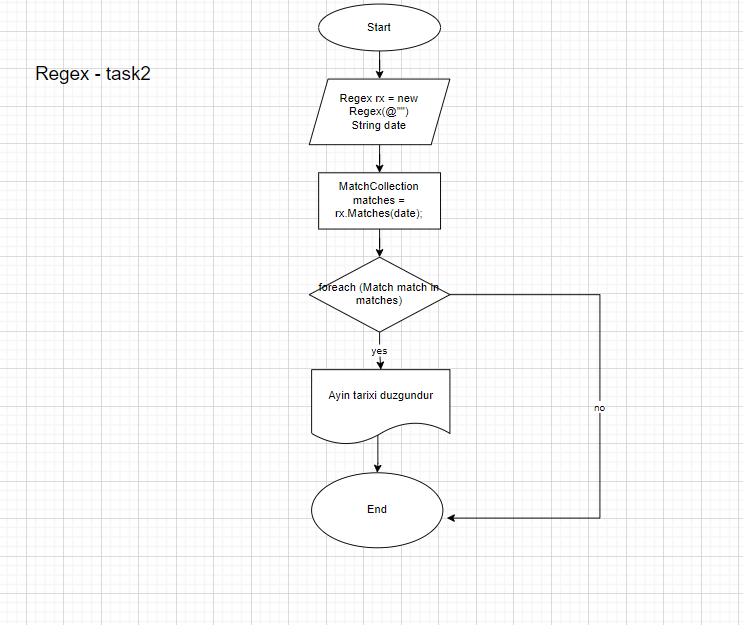 Start
Regex - task2
Regex rx = new
Regex(@"")
String date
MatchCollection
matches =
rx.Matches(date);
foreach (Match match in
matches)
yes
Ayin tarixi duzgundur
no
End